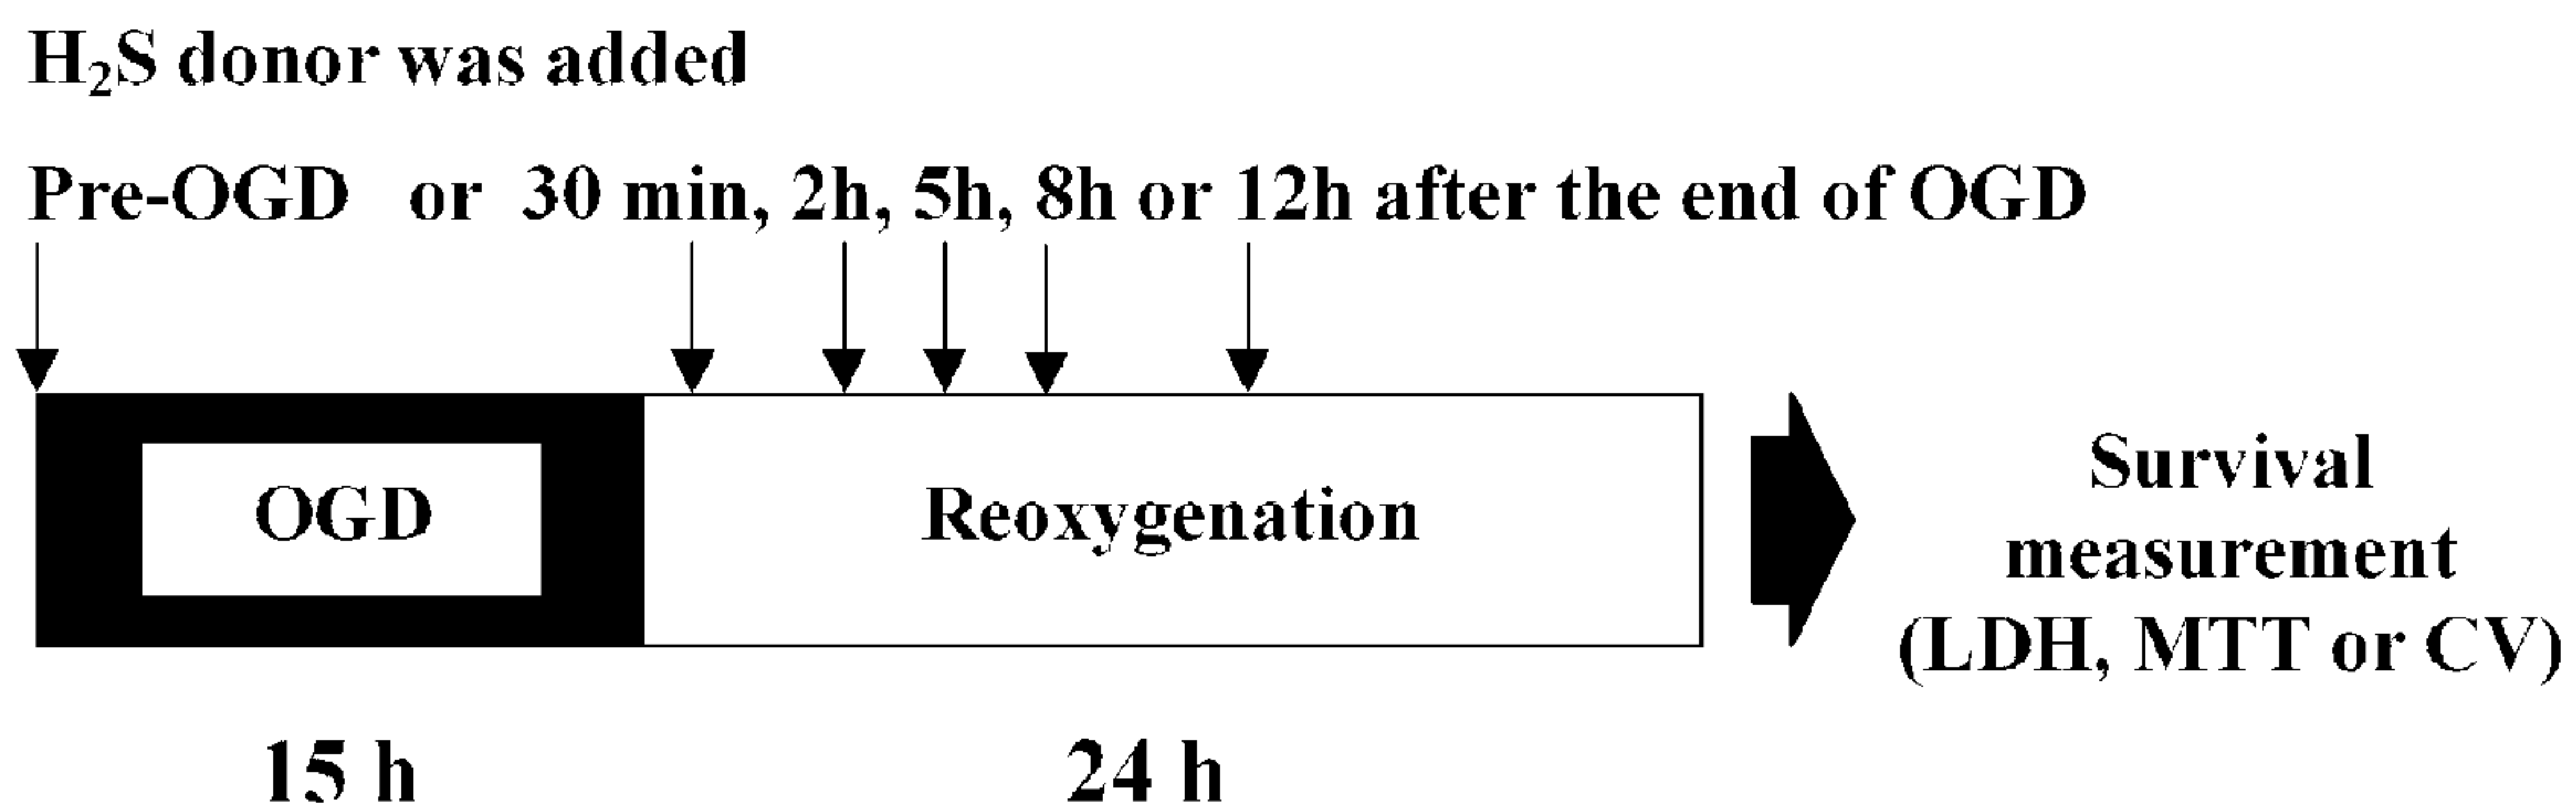 H₂S donor was added
Pre-OGD or 30 min, 2h, 5h, 8h or 12h after the end of OGD
OGD
Reoxygenation
Survival
measurement
(LDH, MTT or CV)
15 h
24 h